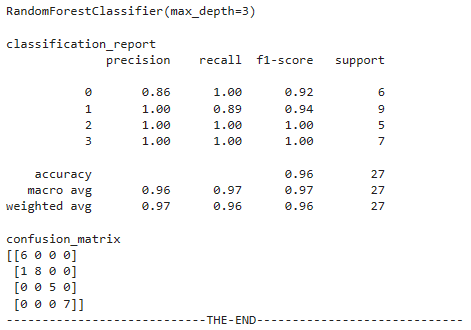 RandomForestClassifier(max_depth=3)
classification_report
precision recall f1-score support
0 0.86 1.00 0.92 6
1 1.00 0.89 0.94 9
2 1.00 1.00 1.00 5
3 1.00 1.00 1.00 7
accuracy 0.96 27
macro avg 0.96 0.97 0.97 27
weighted avg 0.97 0.96 0.96 27
confusion_matrix
[[6 0 0 0]
[1 8 0 0]
[0 0 5 0]
[0 0 0 7]]
----------------------------THE-END-----------------------------